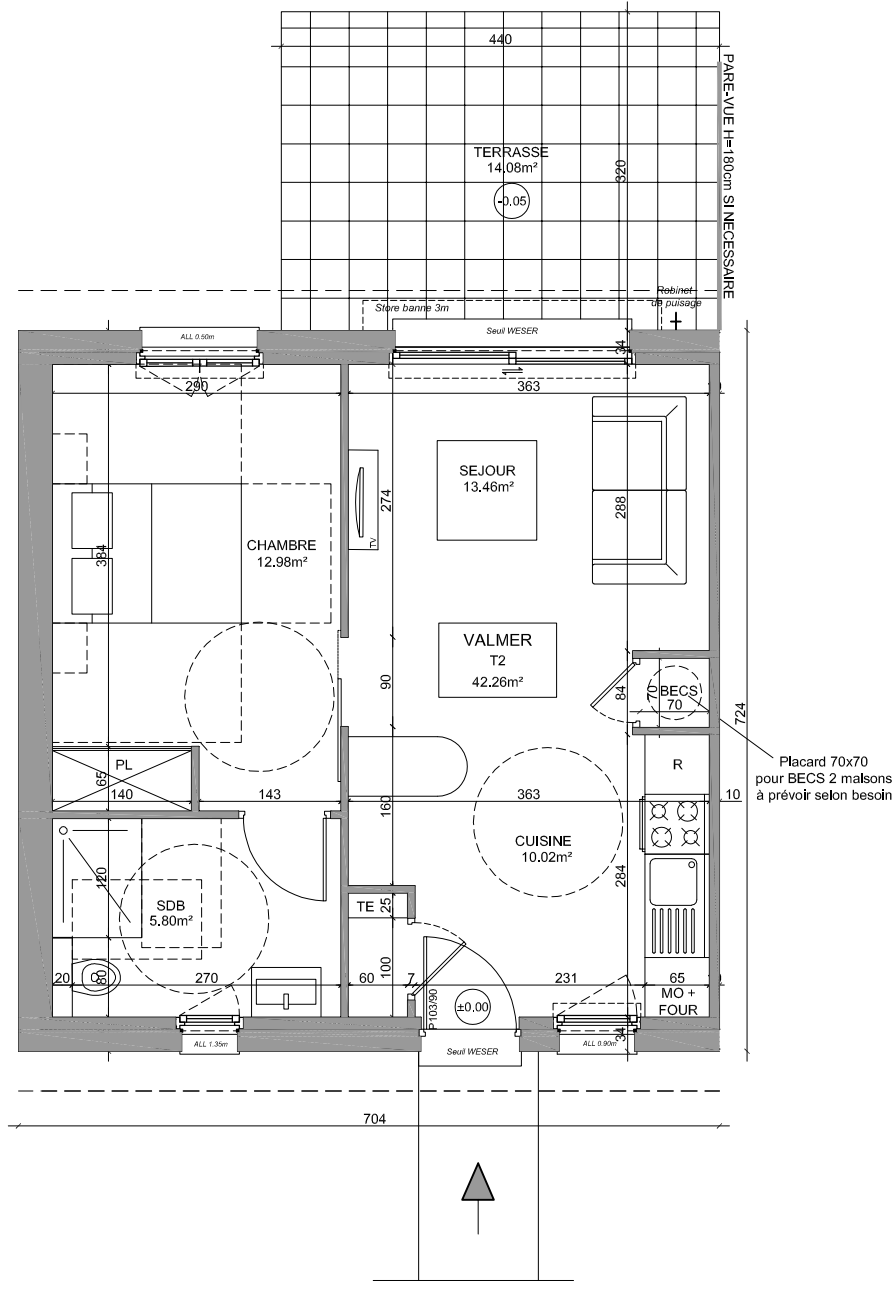 440
PARE-VUE H=180cm SI NECESSAIRE
TERRASSE
14.08m²
320
-0.05
Robinet
de puisage
Store banne 3m
Seuil WESER
ALL 0.50m
34
290
363
SEJOUR
13.46m²
274
288
TV
384
CHAMBRE
12.98m²
VALMER
T2
42.26m²
90
84
70
BECS
70
724
Placard 70x70
pour BECS 2 maisons
à prévoir selon besoin
PL
65
140
143
160
363
R
10
CUISINE
10.02m²
284
120
SDB
5.80m²
TE
25
100
20
80
270
60
7
231
65
MO +
FOUR
P103/90
±0.00
ALL 1.35m
Seuil WESER
ALL 0.90m
34
704